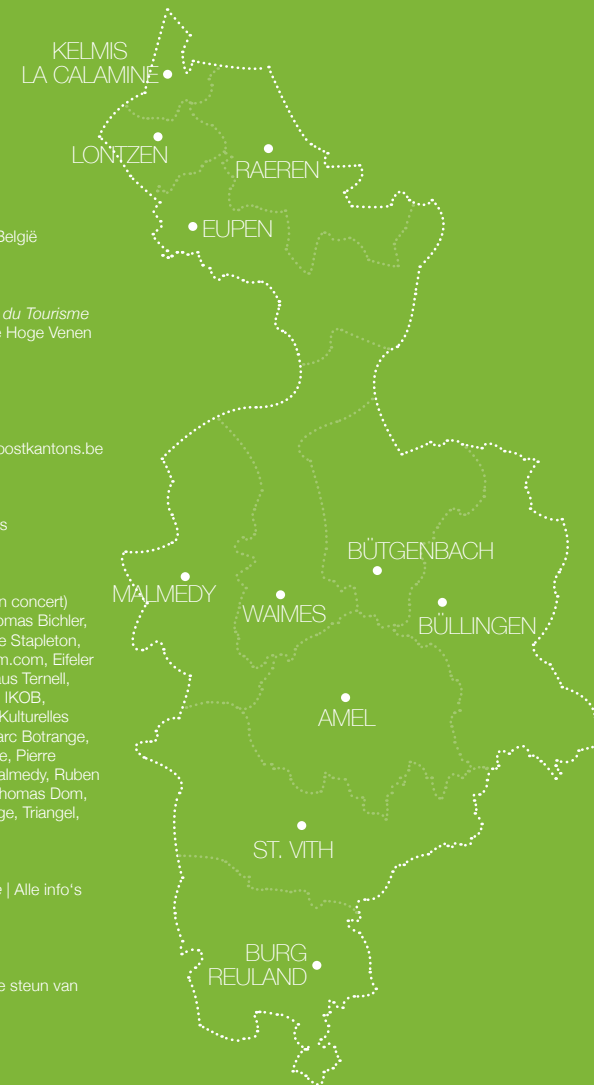 KELMIS
LA CALAMINE
LONTZEN
RAEREN
EUPEN
België
du Tourisme
Hoge Venen
oostkantons.be
n concert)
omas Bichler,
e Stapleton,
m.com, Eifeler
aus Ternell,
IKOB,
Kulturelles
arc Botrange,
e, Pierre
almedy, Ruben
homas Dom,
ge, Triangel,
| Alle info's
e steun van
BÜTGENBACH
MALMEDY
WAIMES
BÜLLINGEN
AMEL
ST. VITH
BURG
REULAND